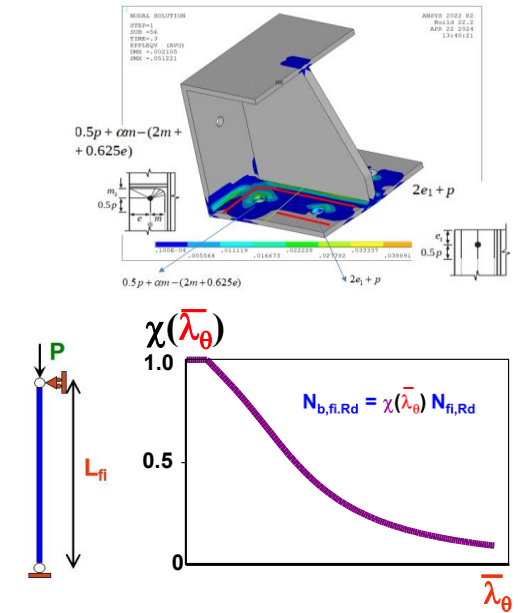 NODAL SOLUTION
STEP=1
SUB =56
TIME=.3
EPPLEQV (AVG)
DMX =.002105
SMX =.051221
ANSYS 2022 R2
Build 22.2
APR 22 2024
13:40:21
MN
0.5p + αm−(2m+
+ 0.625e)
m₂
0.5p
e m
2e₁ + p
e₁
0.5p
.100E-04 .005564 .011119 .016673 .022228 .027782 .033337 .038891
0.5p + αm−(2m+0.625e)
2e₁ + p
χ(λ̅θ)
P
Lfi
1.0
0.5
0
Nb,fi.Rd = χ(λ̅θ) Nfi,Rd
λ̅θ